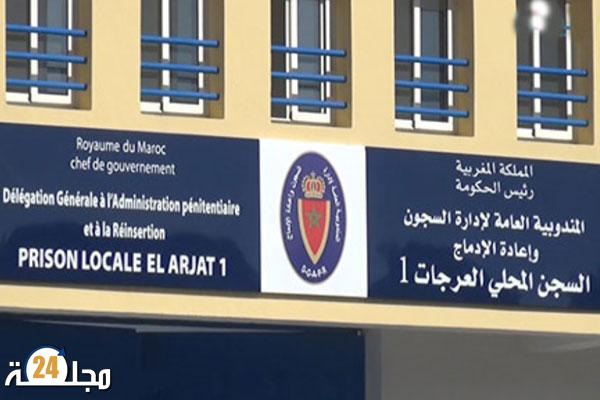 Royaume du Maroc
chef de gouvernement
Délégation Générale à l'Administration pénitentiaire
et à la Réinsertion
PRISON LOCALE EL ARJAT 1
D.G.A.P.R
المملكة المغربية
رئيس الحكومة
المندوبية العامة لإدارة السجون
وإعادة الإدماج
السجن المحلي العرجات 1
مجلة 24